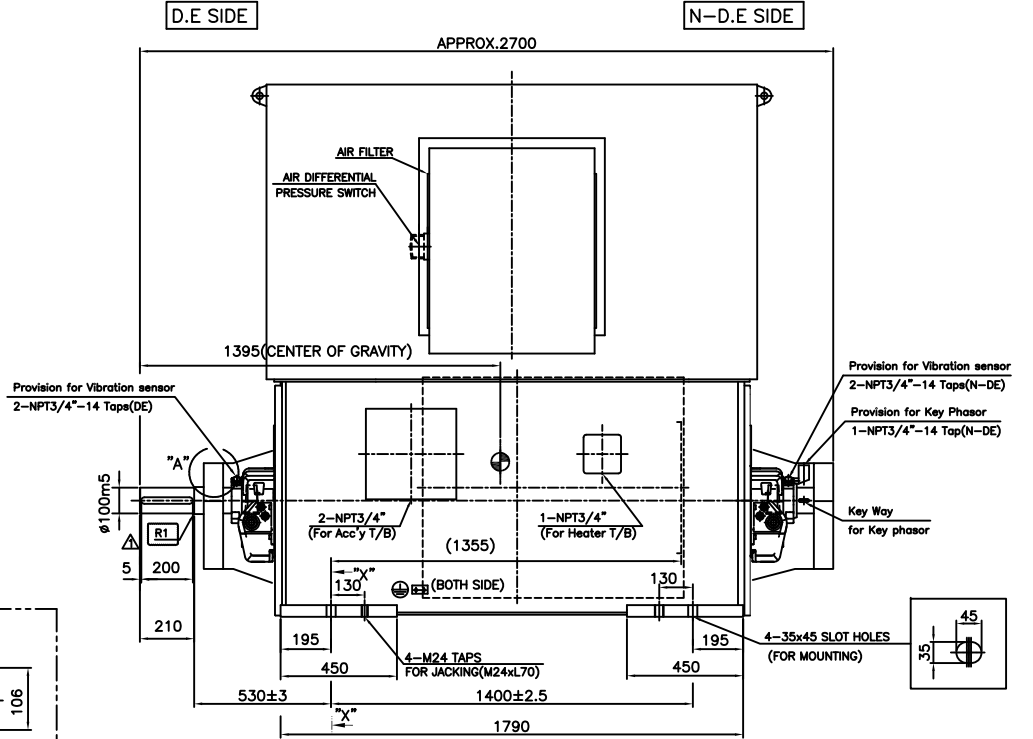 D.E SIDE
N-D.E SIDE
APPROX.2700
AIR FILTER
AIR DIFFERENTIAL
PRESSURE SWITCH
1395(CENTER OF GRAVITY)
Provision for Vibration sensor
2-NPT3/4"-14 Taps(DE)
Provision for Vibration sensor
2-NPT3/4"-14 Taps(N-DE)
Provision for Key Phasor
1-NPT3/4"-14 Tap(N-DE)
"A"
ø100m5
Key Way
for Key phasor
R1
1
2-NPT3/4"
(For Acc'y T/B)
1-NPT3/4"
(For Heater T/B)
(1355)
5
200
"X"
130
(BOTH SIDE)
130
210
195
195
4-35x45 SLOT HOLES
(FOR MOUNTING)
45
35
450
4-M24 TAPS
FOR JACKING(M24xL70)
450
106
530±3
1400±2.5
"X"
1790